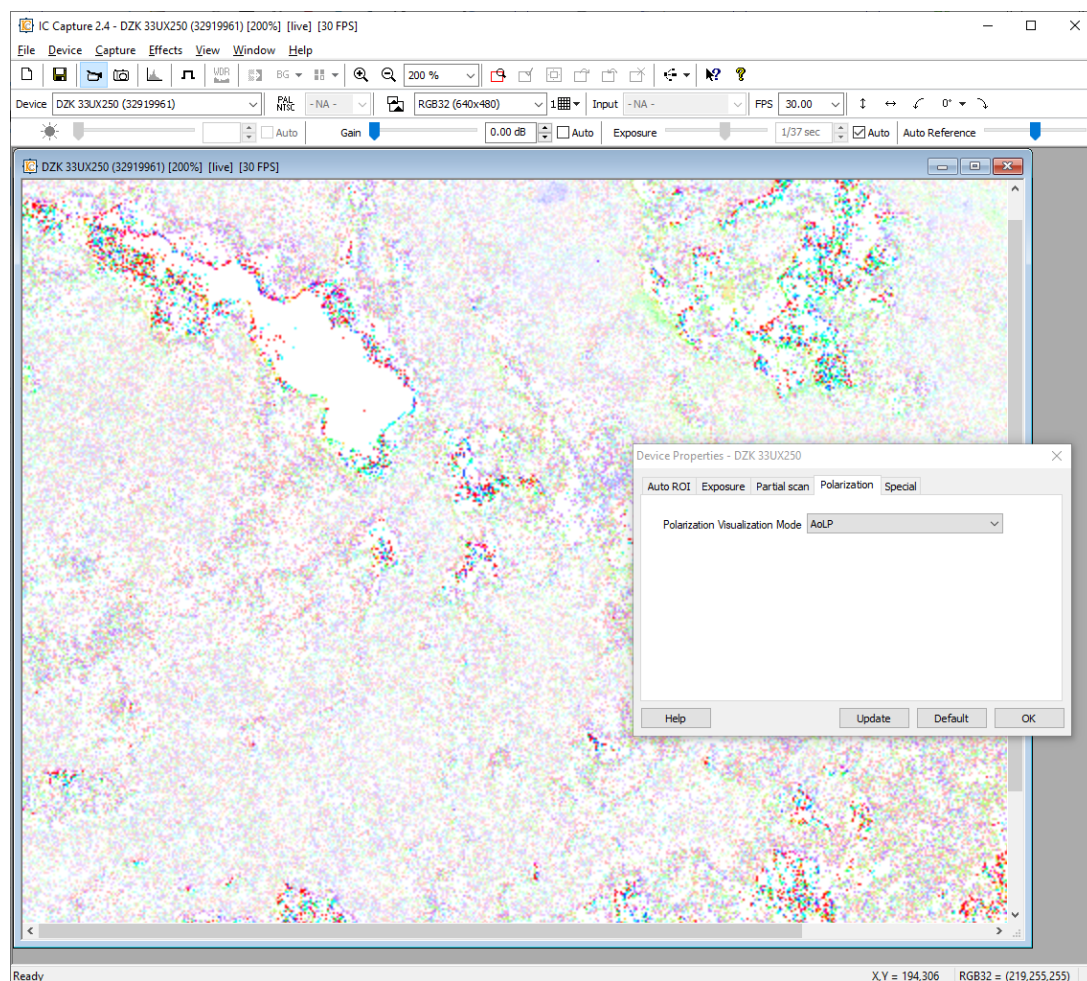 IC Capture 2.4 - DZK 33UX250 (32919961) [200%] [live] [30 FPS]
File Device Capture Effects View Window Help
WDR BG 200 %
Device DZK 33UX250 (32919961) PAL NTSC - NA - RGB32 (640x480) 1 Input - NA - FPS 30.00 0°
Auto Gain 0.00 dB Auto Exposure 1/37 sec Auto Auto Reference
IC DZK 33UX250 (32919961) [200%] [live] [30 FPS]
Device Properties - DZK 33UX250
Auto ROI Exposure Partial scan Polarization Special
Polarization Visualization Mode AoLP
Help Update Default OK
Ready X,Y = 194,306 RGB32 = (219,255,255)